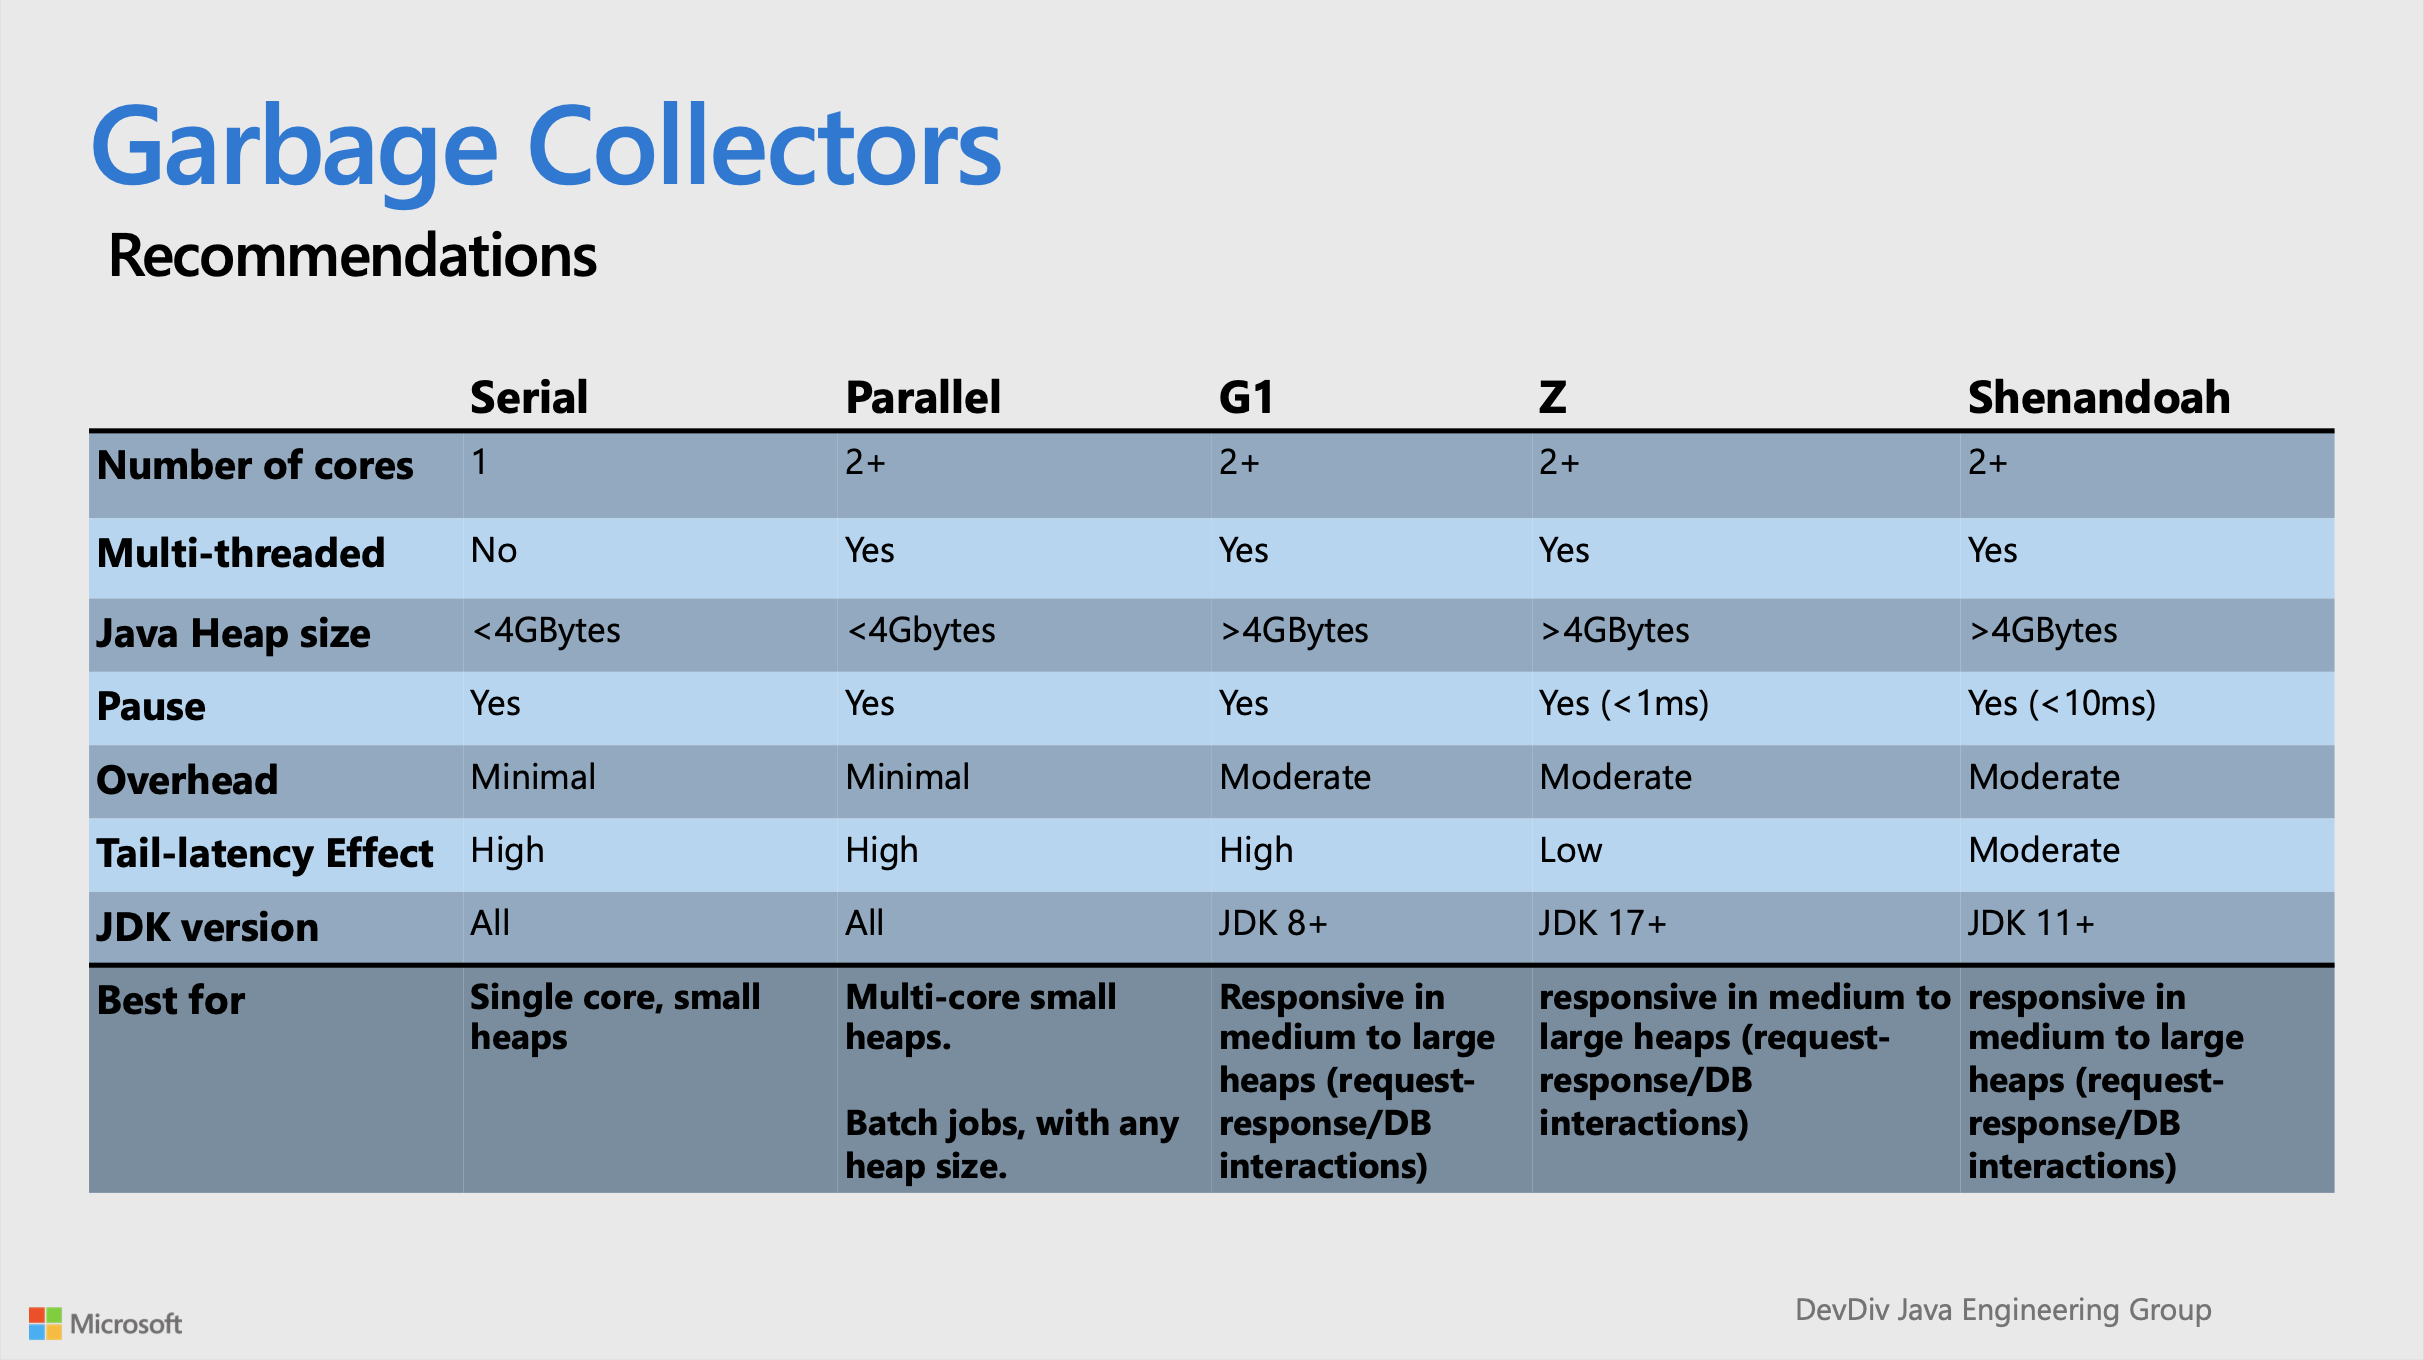 Garbage Collectors
Recommendations
Serial Parallel G1 Z Shenandoah
Number of cores 1 2+ 2+ 2+ 2+
Multi-threaded No Yes Yes Yes Yes
Java Heap size <4GBytes <4Gbytes >4GBytes >4GBytes >4GBytes
Pause Yes Yes Yes Yes (<1ms) Yes (<10ms)
Overhead Minimal Minimal Moderate Moderate Moderate
Tail-latency Effect High High High Low Moderate
JDK version All All JDK 8+ JDK 17+ JDK 11+
Best for
Single core, small
heaps
Multi-core small
heaps.
Batch jobs, with any
heap size.
Responsive in
medium to large
heaps (request-
response/DB
interactions)
responsive in medium to
large heaps (request-
response/DB
interactions)
responsive in
medium to large
heaps (request-
response/DB
interactions)
Microsoft
DevDiv Java Engineering Group